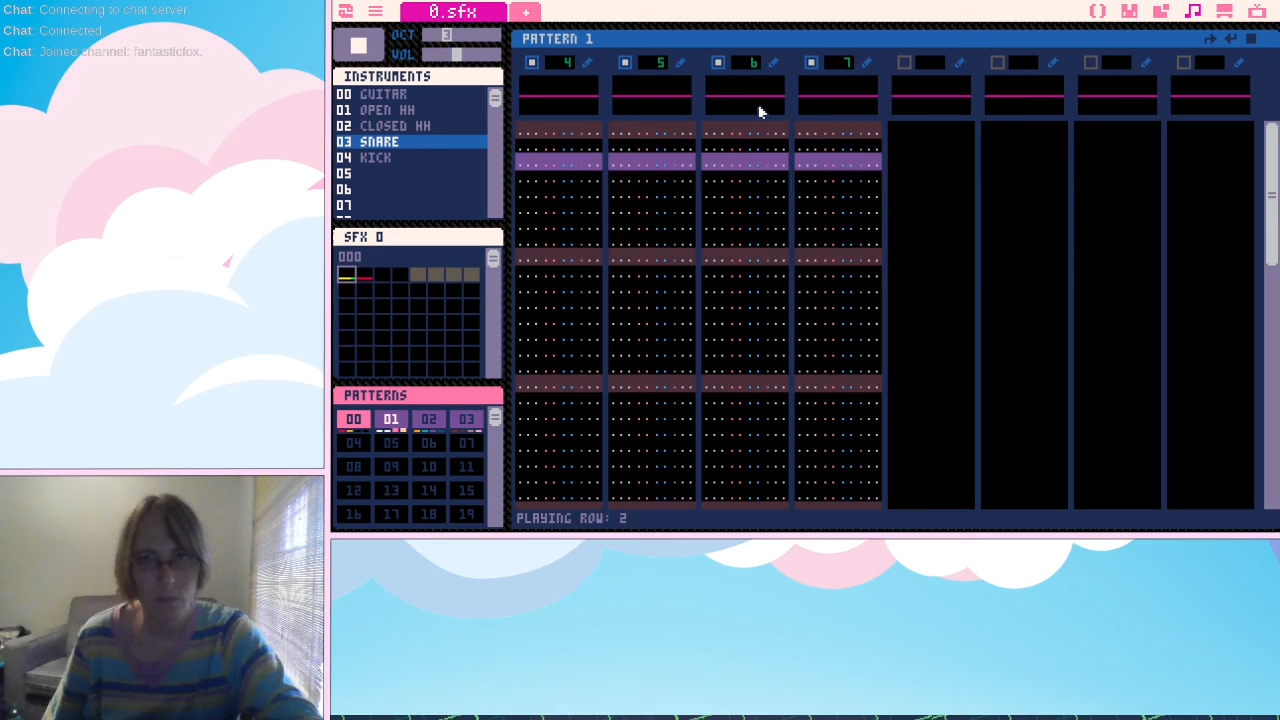 Chat: Connecting to chat server.
Chat: Connected.
Chat: Joined channel: fantasticfox.
0.sfx +
OCT 3
VOL
PATTERN 1
4 5 6 7
INSTRUMENTS
00 GUITAR
01 OPEN HH
02 CLOSED HH
03 SNARE
04 KICK
05
06
07
SFX 0
000
PATTERNS
00 01 02 03
04 05 06 07
08 09 10 11
12 13 14 15
16 17 18 19
PLAYING ROW: 2